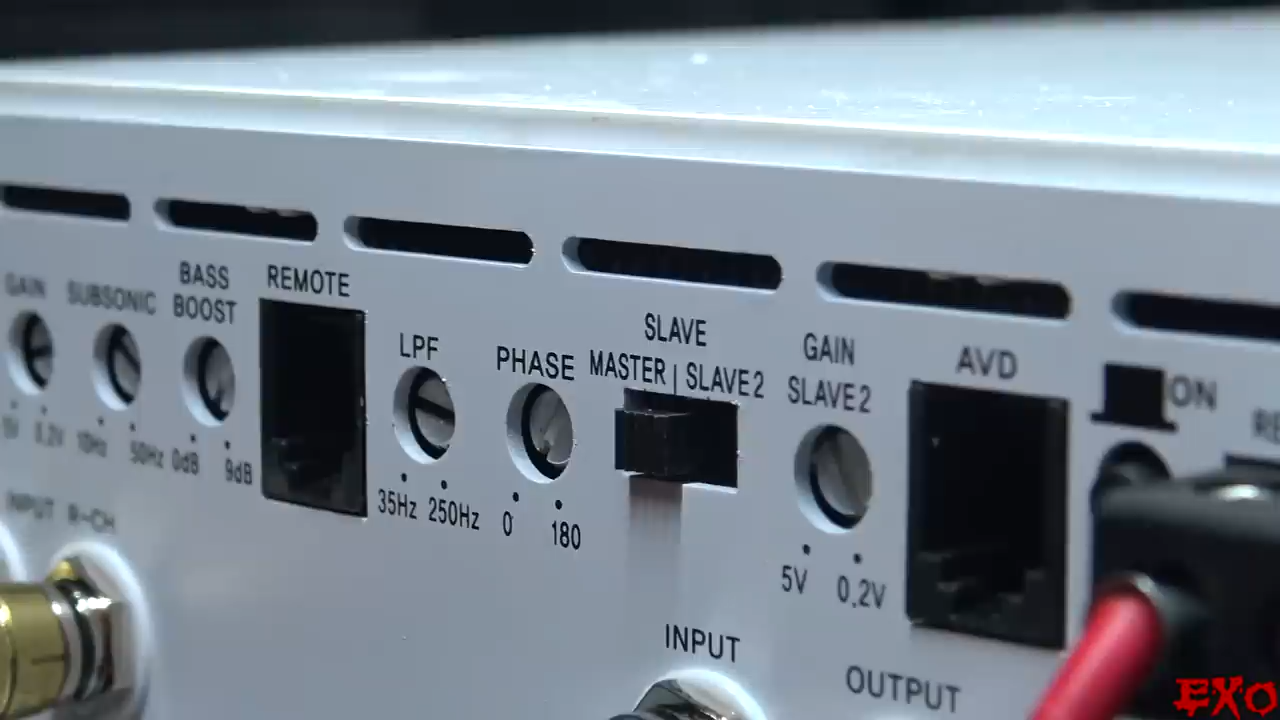 GAIN
5V 0.2V
SUBSONIC
10Hz 50Hz
BASS
BOOST
0dB 9dB
REMOTE
LPF
35Hz 250Hz
PHASE
0 180
SLAVE
MASTER | SLAVE2
GAIN
SLAVE2
5V 0.2V
AVD
ON
INPUT R-CH
INPUT
OUTPUT
EXO